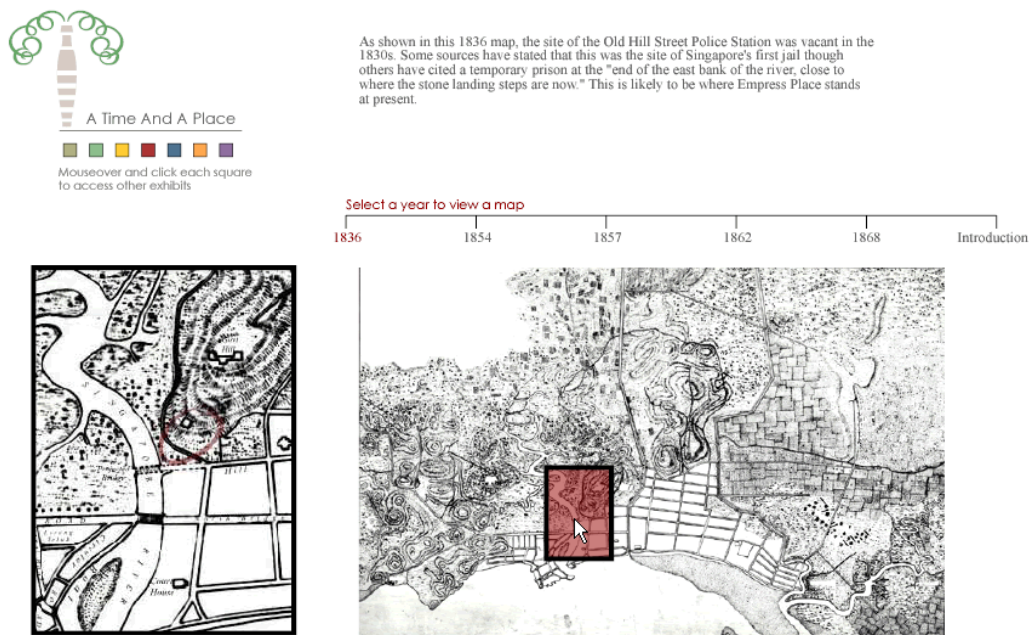 As shown in this 1836 map, the site of the Old Hill Street Police Station was vacant in the
1830s. Some sources have stated that this was the site of Singapore's first jail though
others have cited a temporary prison at the "end of the east bank of the river, close to
where the stone landing steps are now." This is likely to be where Empress Place stands
at present.
A Time And A Place
Mouseover and click each square
to access other exhibits
Select a year to view a map
1836 1854 1857 1862 1868 Introduction
Hill
SINGAPORE
Hill
ROAD
RIVER
Court
House